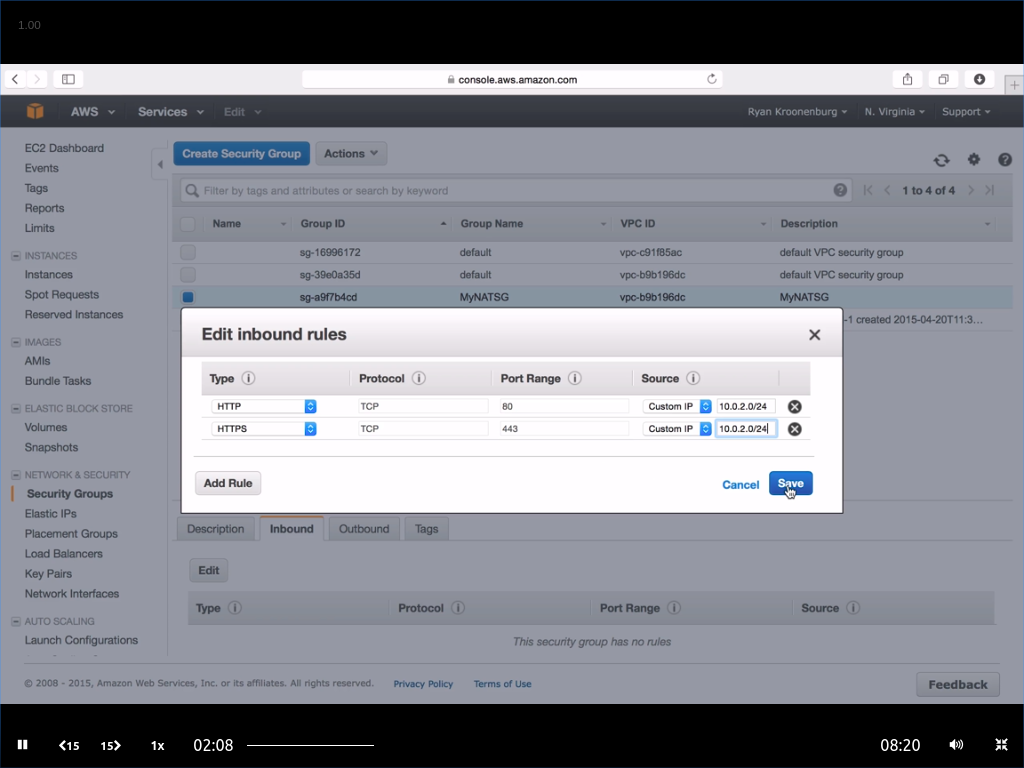 1.00
console.aws.amazon.com
AWS Services Edit Ryan Kroonenburg N. Virginia Support
EC2 Dashboard
Events
Tags
Reports
Limits
INSTANCES
Instances
Spot Requests
Reserved Instances
IMAGES
AMIs
Bundle Tasks
ELASTIC BLOCK STORE
Volumes
Snapshots
NETWORK & SECURITY
Security Groups
Elastic IPs
Placement Groups
Load Balancers
Key Pairs
Network Interfaces
AUTO SCALING
Launch Configurations
Create Security Group Actions
Filter by tags and attributes or search by keyword 1 to 4 of 4
Name Group ID Group Name VPC ID Description
sg-16996172 default vpc-c91f85ac default VPC security group
sg-39e0a35d default vpc-b9b196dc default VPC security group
sg-a9f7b4cd MyNATSG vpc-b9b196dc MyNATSG
-1 created 2015-04-20T11:3...
Edit inbound rules
Type Protocol Port Range Source
HTTP TCP 80 Custom IP 10.0.2.0/24
HTTPS TCP 443 Custom IP 10.0.2.0/24
Add Rule Cancel Save
Description Inbound Outbound Tags
Edit
Type Protocol Port Range Source
This security group has no rules
© 2008 - 2015, Amazon Web Services, Inc. or its affiliates. All rights reserved. Privacy Policy Terms of Use Feedback
15 15 1x 02:08 08:20